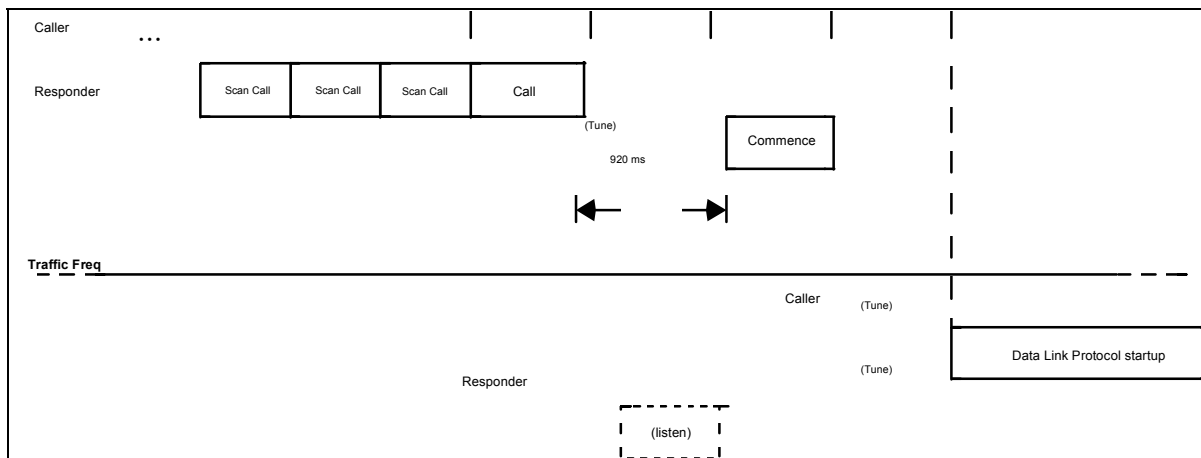 Caller
...
Responder
Scan Call
Scan Call
Scan Call
Call
(Tune)
Commence
920 ms
Traffic Freq
Caller
(Tune)
Data Link Protocol startup
(Tune)
Responder
(listen)